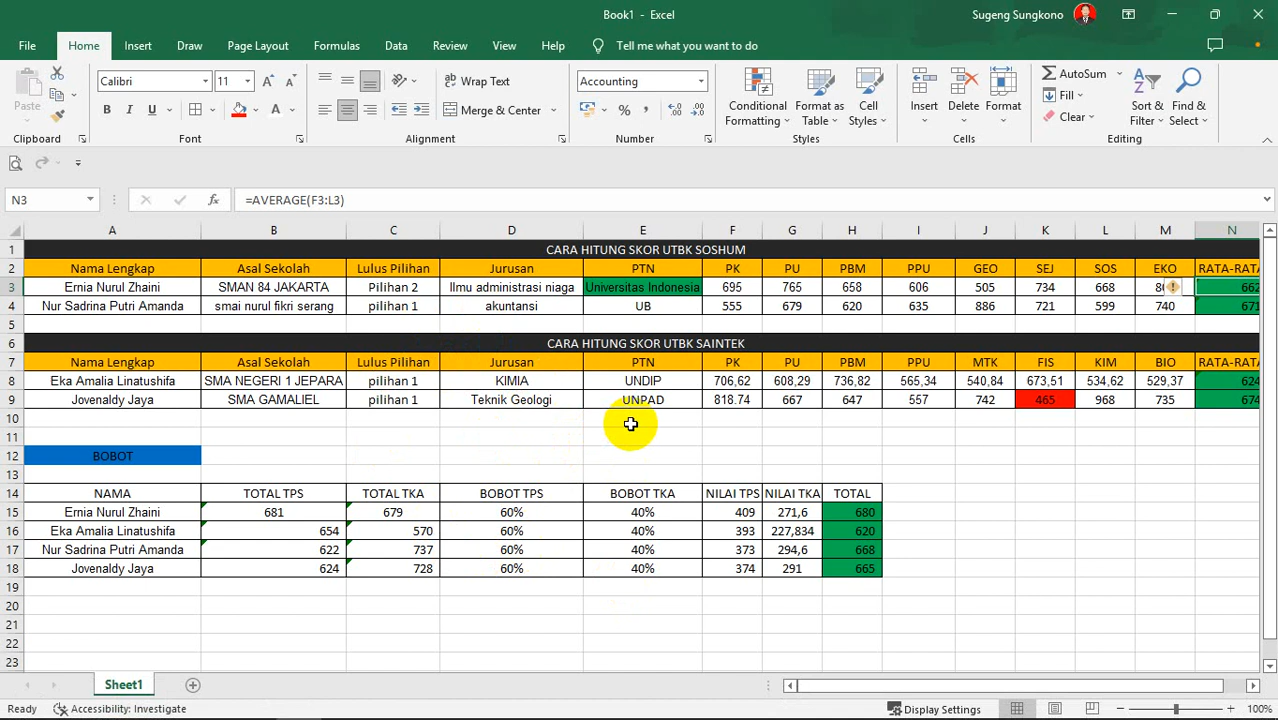 Book1 - Excel
Sugeng Sungkono
File Home Insert Draw Page Layout Formulas Data Review View Help Tell me what you want to do
Calibri 11 Wrap Text Accounting AutoSum
Paste Conditional Formatting Format as Table Cell Styles Insert Delete Format Fill Sort & Filter Find & Select
B I U A Merge & Center % Clear
Clipboard Font Alignment Number Styles Cells Editing
N3 fx =AVERAGE(F3:L3)
A B C D E F G H I J K L M N
1 CARA HITUNG SKOR UTBK SOSHUM
2 Nama Lengkap Asal Sekolah Lulus Pilihan Jurusan PTN PK PU PBM PPU GEO SEJ SOS EKO RATA-RATA
3 Ernia Nurul Zhaini SMAN 84 JAKARTA Pilihan 2 Ilmu administrasi niaga Universitas Indonesia 695 765 658 606 505 734 668 662
4 Nur Sadrina Putri Amanda smai nurul fikri serang pilihan 1 akuntansi UB 555 679 620 635 886 721 599 740 671
5
6 CARA HITUNG SKOR UTBK SAINTEK
7 Nama Lengkap Asal Sekolah Lulus Pilihan Jurusan PTN PK PU PBM PPU MTK FIS KIM BIO RATA-RATA
8 Eka Amalia Linatushifa SMA NEGERI 1 JEPARA pilihan 1 KIMIA UNDIP 706,62 608,29 736,82 565,34 540,84 673,51 534,62 529,37 624
9 Jovenaldy Jaya SMA GAMALIEL pilihan 1 Teknik Geologi UNPAD 818.74 667 647 557 742 465 968 735 674
10
11
12 BOBOT
13
14 NAMA TOTAL TPS TOTAL TKA BOBOT TPS BOBOT TKA NILAI TPS NILAI TKA TOTAL
15 Ernia Nurul Zhaini 681 679 60% 40% 409 271,6 680
16 Eka Amalia Linatushifa 654 570 60% 40% 393 227,834 620
17 Nur Sadrina Putri Amanda 622 737 60% 40% 373 294,6 668
18 Jovenaldy Jaya 624 728 60% 40% 374 291 665
19
20
21
22
23
Sheet1
Ready Accessibility: Investigate Display Settings 100%